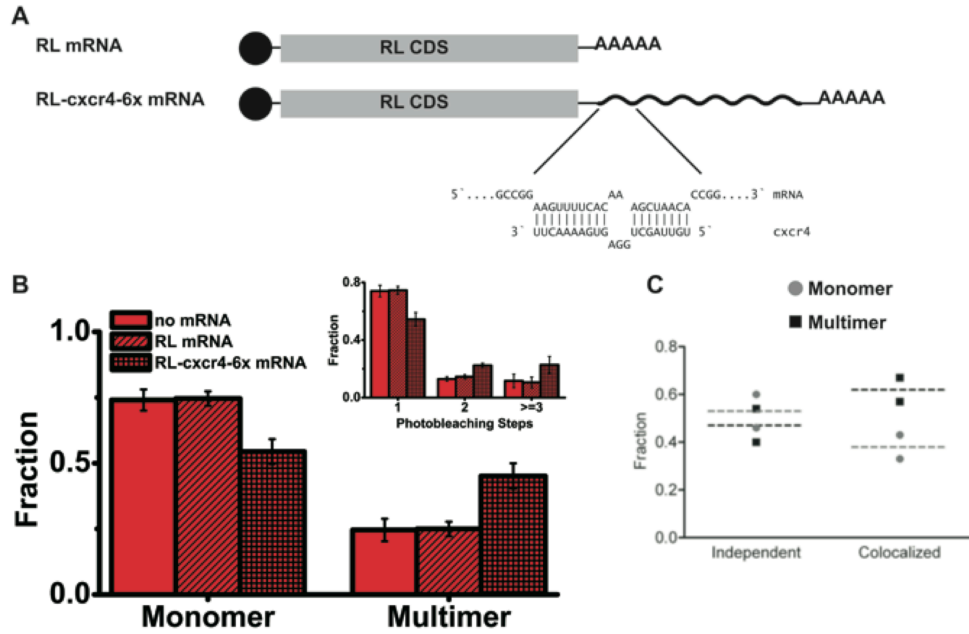 A
RL mRNA
RL CDS
AAAAA
RL-cxcr4-6x mRNA
RL CDS
AAAAA
5`....GCCGG AA CCGG....3` mRNA
AAGUUUUCAC AGCUAACA
|||||||||| ||||||||
3` UUCAAAAGUG UCGAUUGU 5` cxcr4
AGG
B
Fraction
1.0
0.5
0.0
no mRNA
RL mRNA
RL-cxcr4-6x mRNA
Monomer
Multimer
Fraction
0.8
0.4
0.0
1
2
>=3
Photobleaching Steps
C
Monomer
Multimer
Fraction
0.8
0.6
0.4
0.2
0.0
Independent
Colocalized